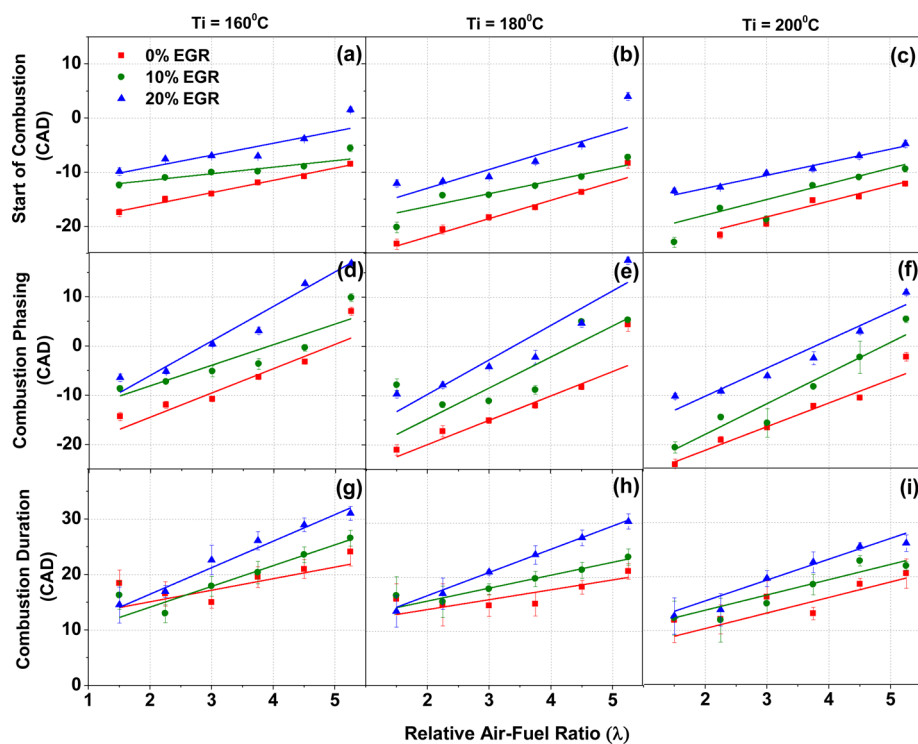 Ti = 160⁰C Ti = 180⁰C Ti = 200⁰C
Start of Combustion
(CAD)
10
0
-10
-20
0% EGR
10% EGR
20% EGR
(a)
(b)
(c)
Combustion Phasing
(CAD)
10
0
-10
-20
(d)
(e)
(f)
Combustion Duration
(CAD)
30
20
10
0
(g)
(h)
(i)
1 2 3 4 5 2 3 4 5 2 3 4 5
Relative Air-Fuel Ratio (λ)